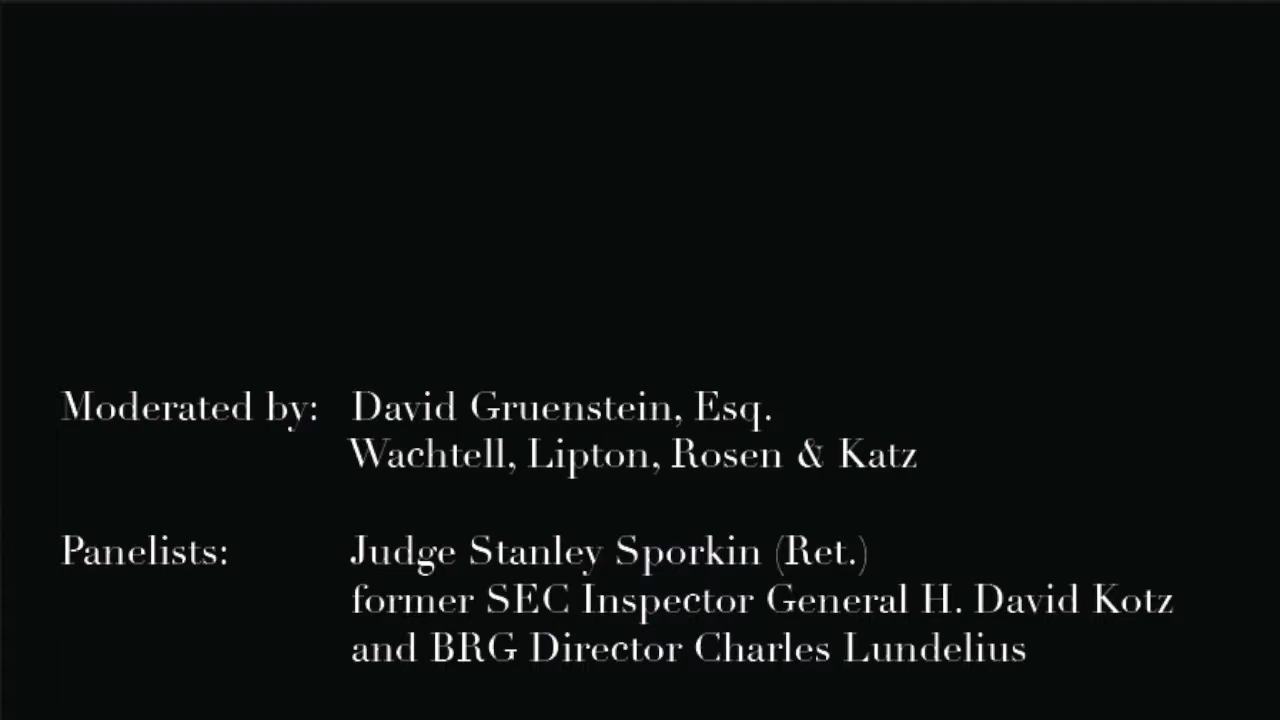 Moderated by: David Gruenstein, Esq.
Wachtell, Lipton, Rosen & Katz
Panelists: Judge Stanley Sporkin (Ret.)
former SEC Inspector General H. David Kotz
and BRG Director Charles Lundelius